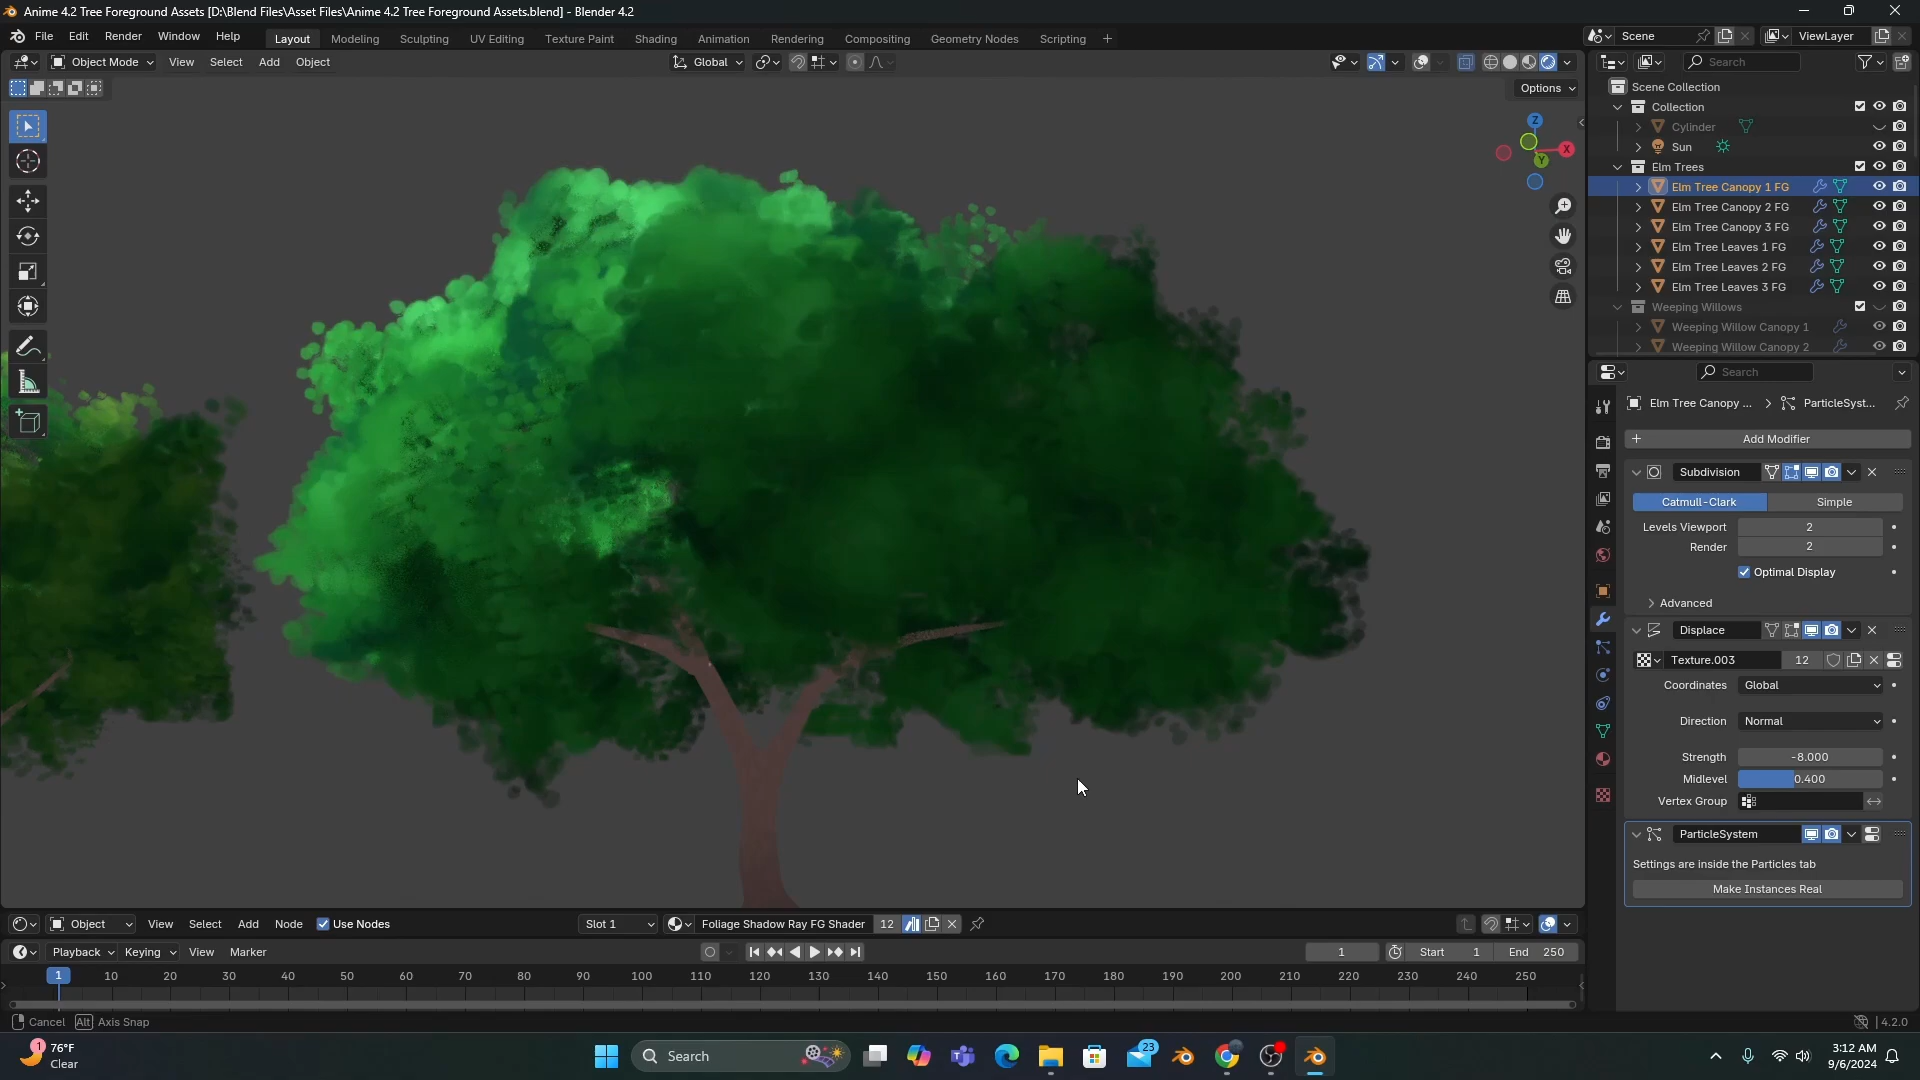 Anime 4.2 Tree Foreground Assets [D:\Blend Files\Asset Files\Anime 4.2 Tree Foreground Assets.blend] - Blender 4.2
File Edit Render Window Help Layout Modeling Sculpting UV Editing Texture Paint Shading Animation Rendering Compositing Geometry Nodes Scripting Scene ViewLayer
Object Mode View Select Add Object Global Search
Options
Z
X
Y
Scene Collection
Collection
Cylinder
Sun
Elm Trees
Elm Tree Canopy 1 FG
Elm Tree Canopy 2 FG
Elm Tree Canopy 3 FG
Elm Tree Leaves 1 FG
Elm Tree Leaves 2 FG
Elm Tree Leaves 3 FG
Weeping Willows
Weeping Willow Canopy 1
Weeping Willow Canopy 2
Search
Elm Tree Canopy ... ParticleSyst...
Add Modifier
Subdivision
Catmull-Clark Simple
Levels Viewport 2
Render 2
Optimal Display
Advanced
Displace
Texture.003 12
Coordinates Global
Direction Normal
Strength -8.000
Midlevel 0.400
Vertex Group
ParticleSystem
Settings are inside the Particles tab
Make Instances Real
Object View Select Add Node Use Nodes Slot 1 Foliage Shadow Ray FG Shader 12
Playback Keying View Marker 1 Start 1 End 250
1 10 20 30 40 50 60 70 80 90 100 110 120 130 140 150 160 170 180 190 200 210 220 230 240 250
Cancel Alt Axis Snap 4.2.0
1 76°F
Clear
Search
23
3:12 AM
9/6/2024